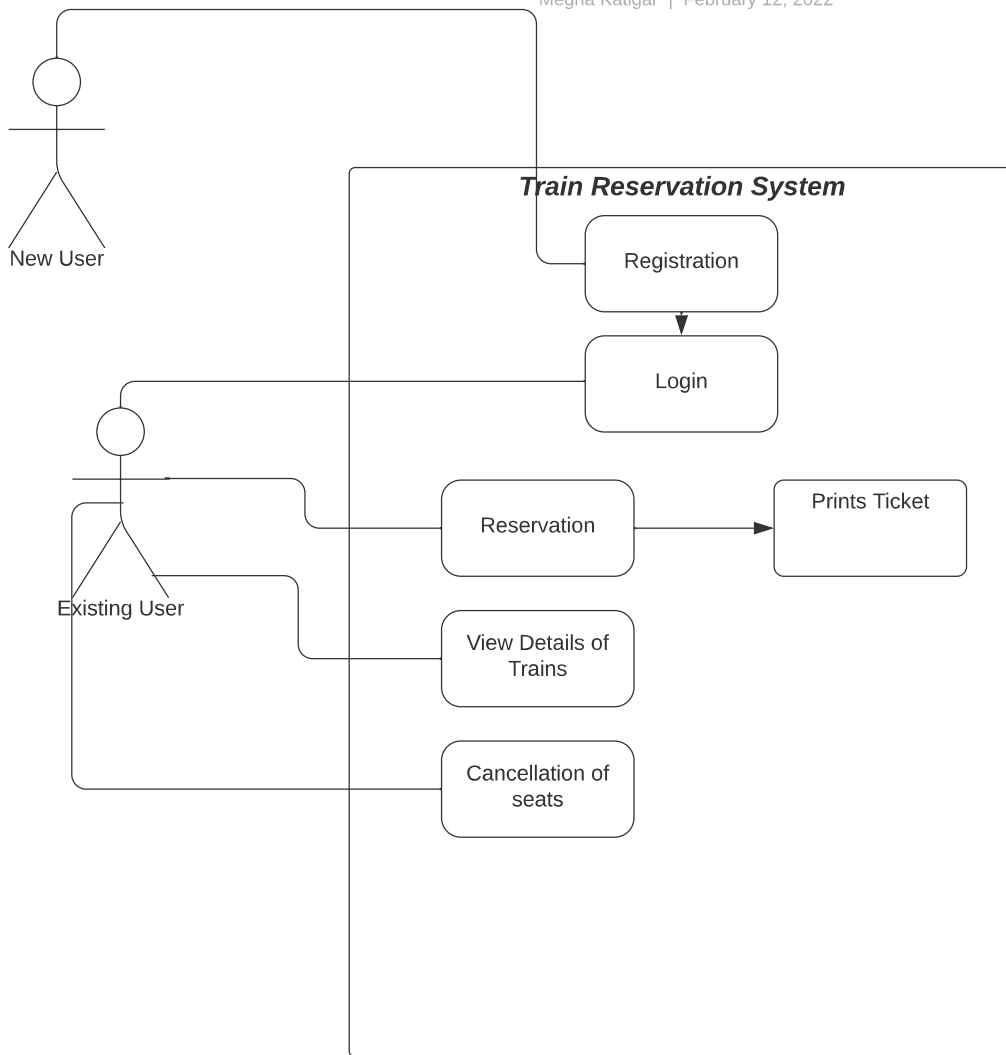 Megha Katigar | February 12, 2022
New User
Train Reservation System
Registration
Login
Existing User
Reservation
Prints Ticket
View Details of
Trains
Cancellation of
seats